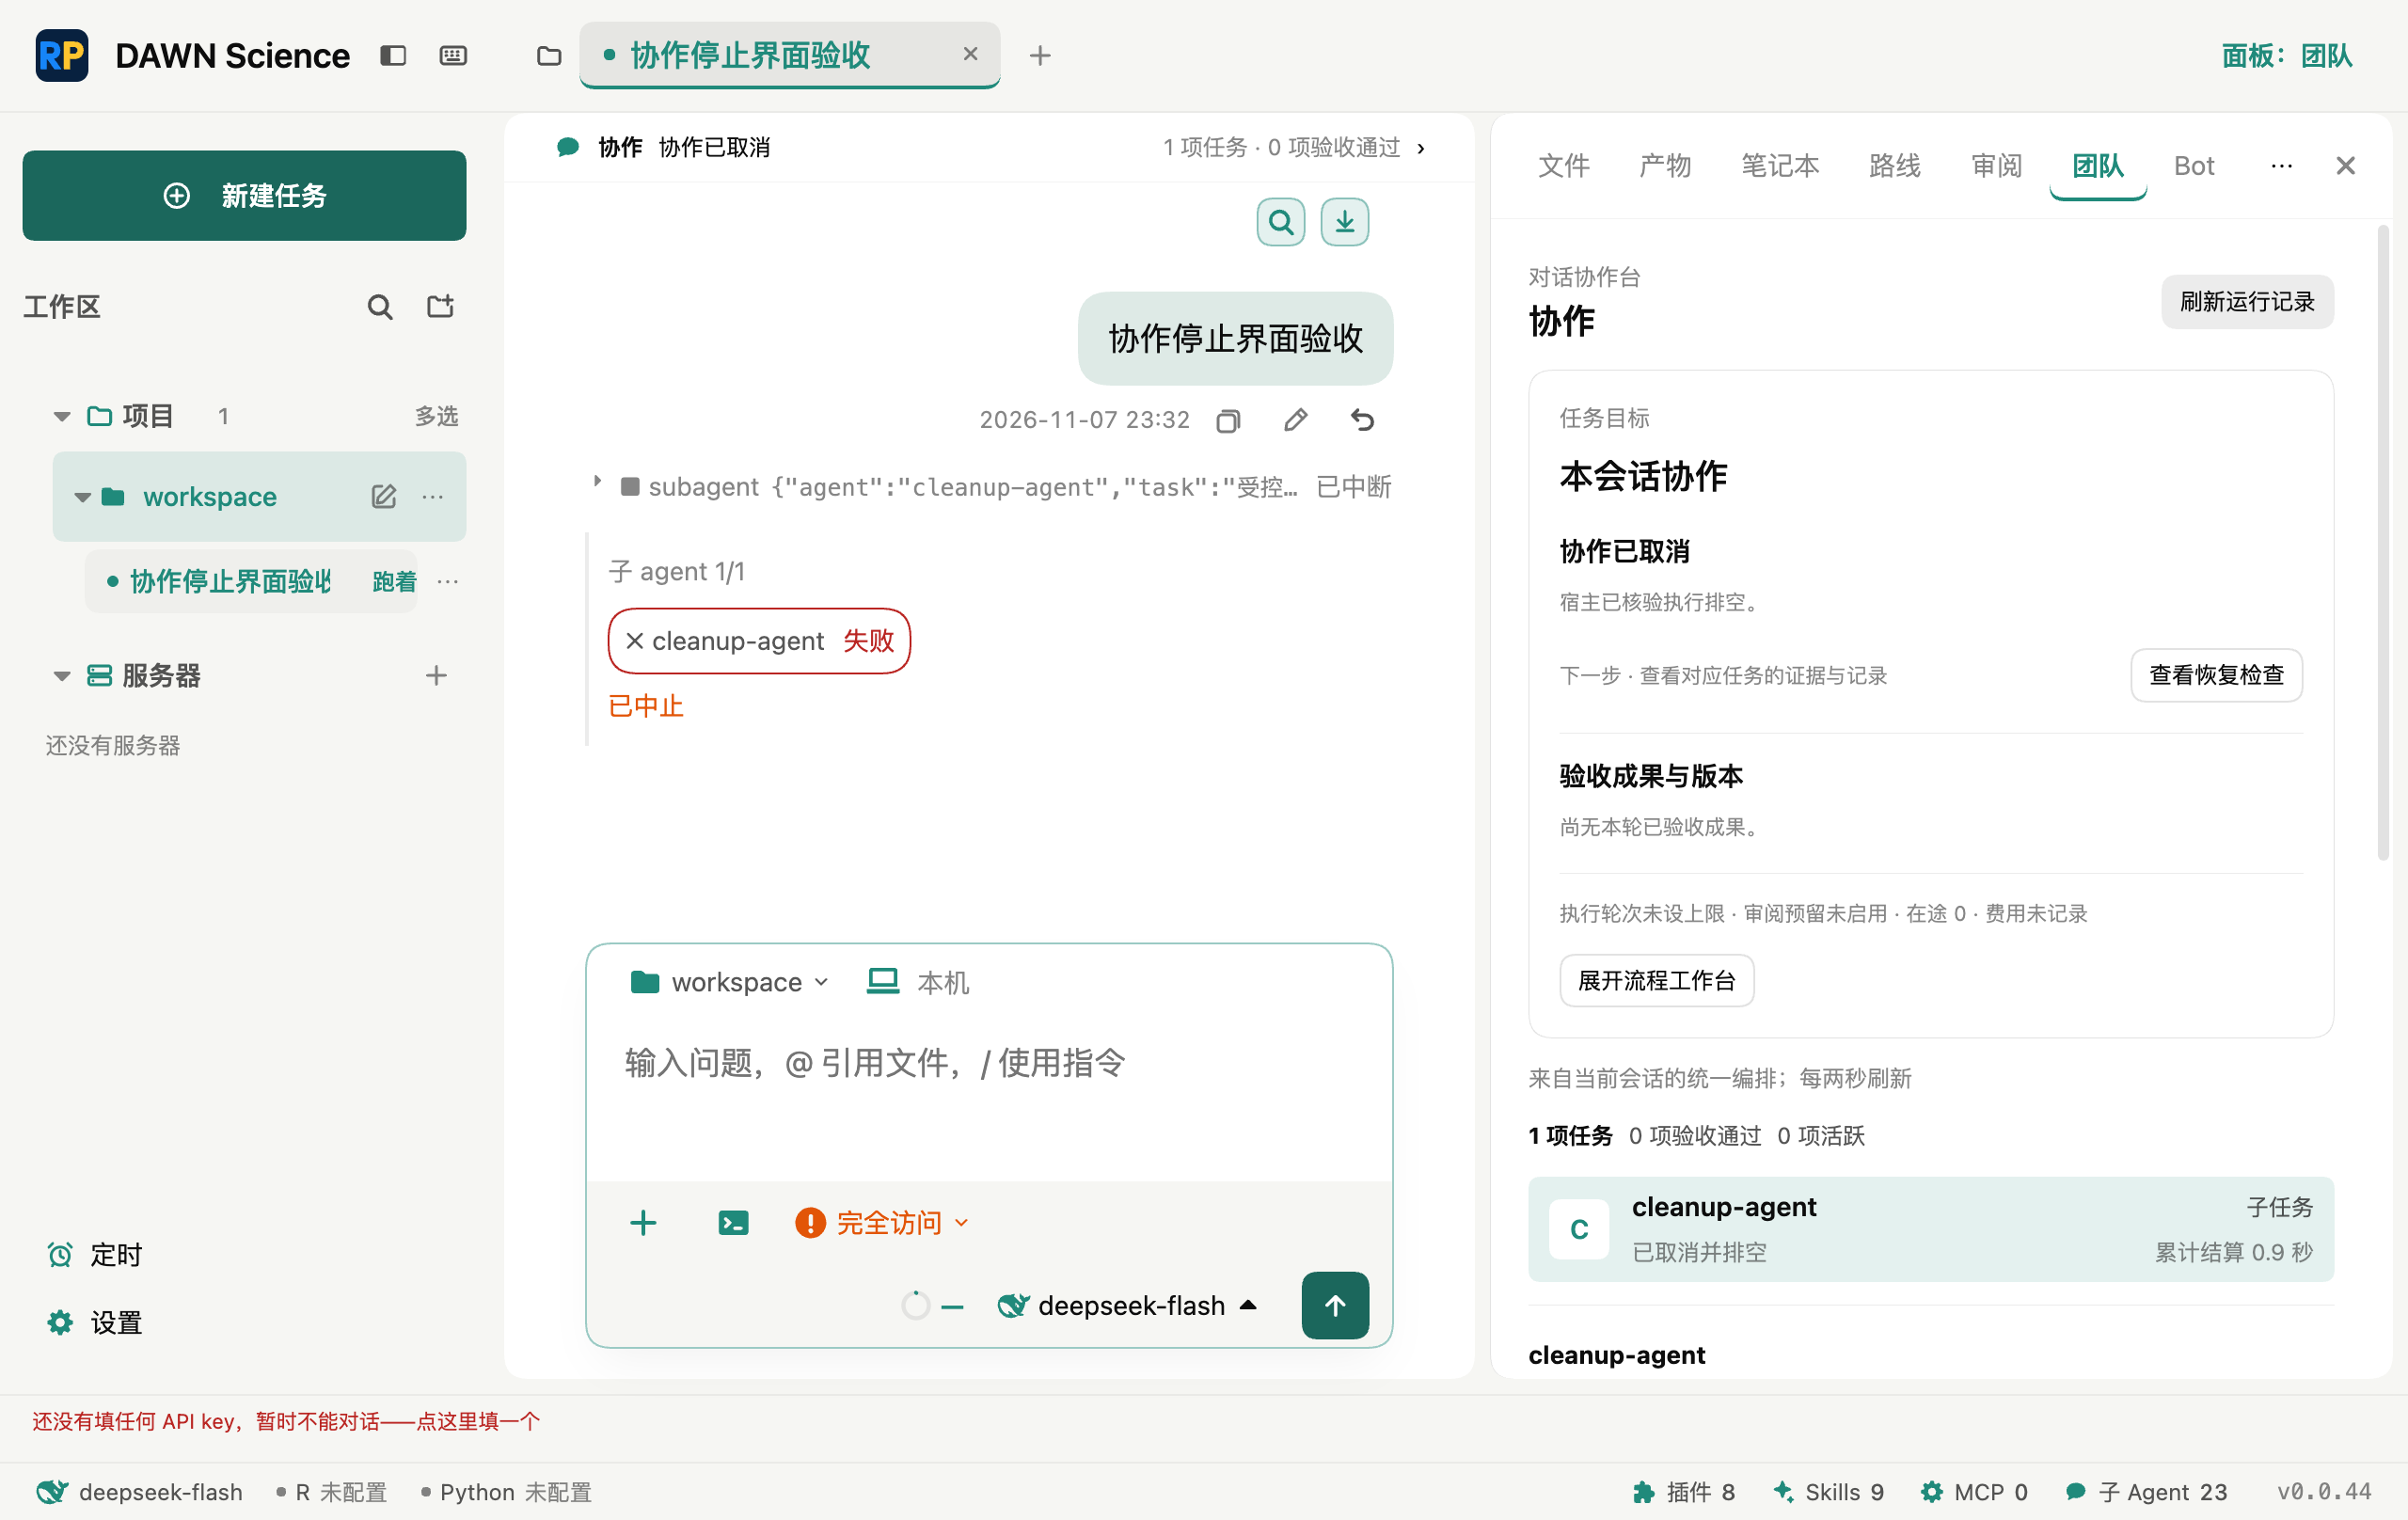 RP DAWN Science
协作停止界面验收
面板：团队
新建任务
工作区
项目 1 多选
workspace
协作停止界面验收 跑着
服务器
还没有服务器
定时
设置
协作 协作已取消 1 项任务 · 0 项验收通过
协作停止界面验收
2026-11-07 23:32
subagent {"agent":"cleanup-agent","task":"受控… 已中断
子 agent 1/1
cleanup-agent 失败
已中止
workspace 本机
输入问题，@ 引用文件，/ 使用指令
完全访问
deepseek-flash
文件 产物 笔记本 路线 审阅 团队 Bot
对话协作台
协作
刷新运行记录
任务目标
本会话协作
协作已取消
宿主已核验执行排空。
下一步 · 查看对应任务的证据与记录 查看恢复检查
验收成果与版本
尚无本轮已验收成果。
执行轮次未设上限 · 审阅预留未启用 · 在途 0 · 费用未记录
展开流程工作台
来自当前会话的统一编排；每两秒刷新
1 项任务 0 项验收通过 0 项活跃
C
cleanup-agent 子任务
已取消并排空 累计结算 0.9 秒
cleanup-agent
还没有填任何 API key，暂时不能对话——点这里填一个
deepseek-flash R 未配置 Python 未配置 插件 8 Skills 9 MCP 0 子 Agent 23 v0.0.44